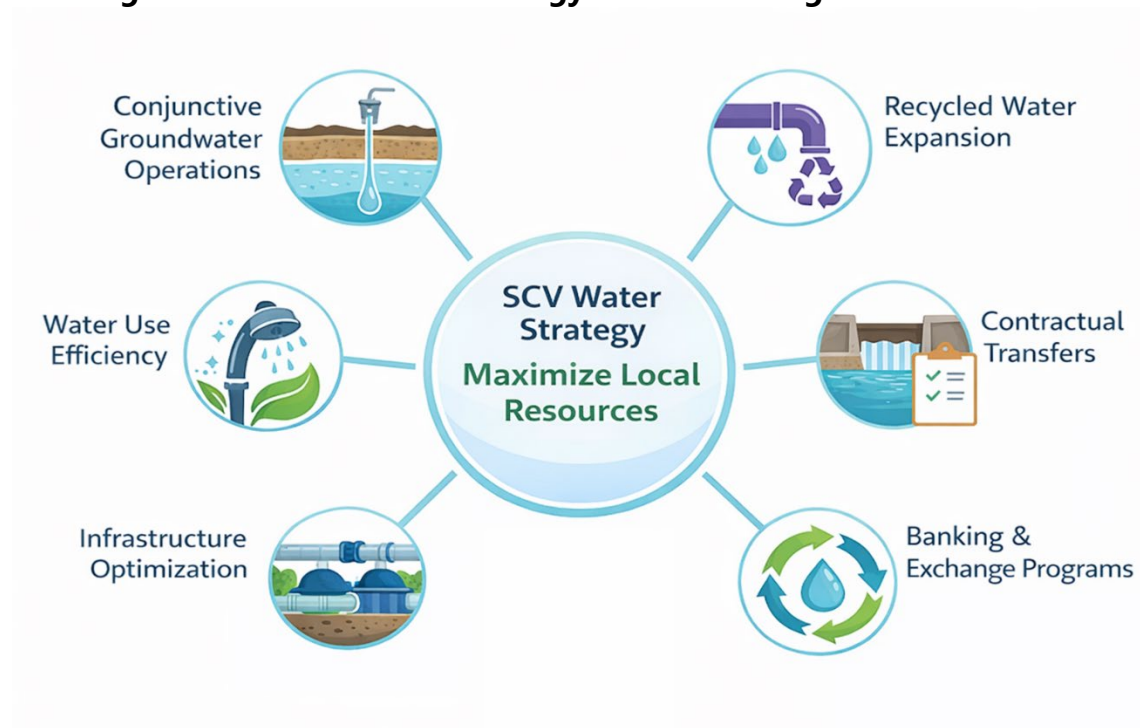 Conjunctive
Groundwater
Operations
Recycled Water
Expansion
SCV Water
Strategy
Maximize Local
Resources
Water Use
Efficiency
Contractual
Transfers
Infrastructure
Optimization
Banking &
Exchange Programs